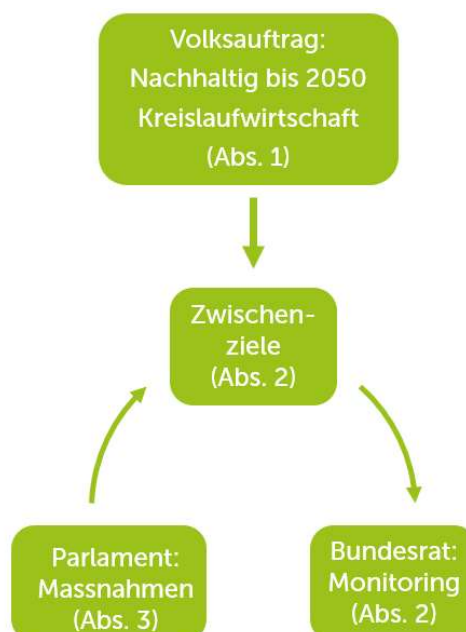 Volksauftrag:
Nachhaltig bis 2050
Kreislaufwirtschaft
(Abs. 1)
Zwischen-
ziele
(Abs. 2)
Parlament:
Massnahmen
(Abs. 3)
Bundesrat:
Monitoring
(Abs. 2)